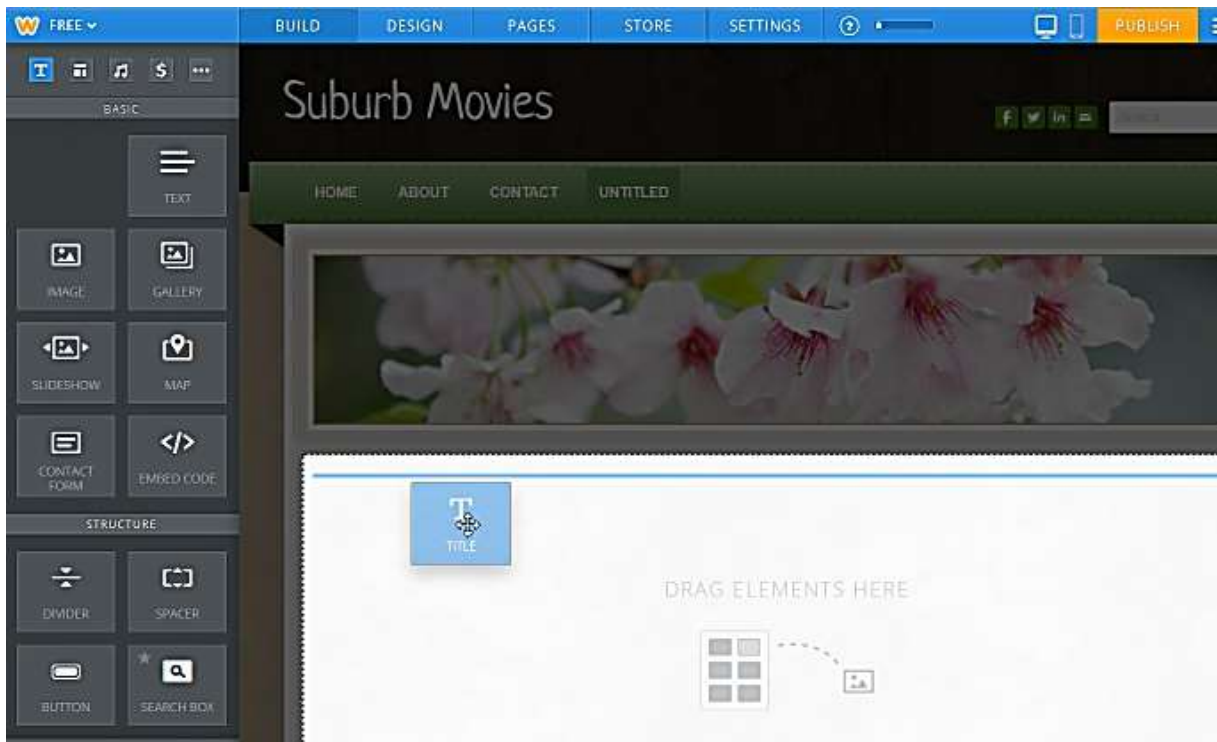 FREE BUILD DESIGN PAGES STORE SETTINGS ? PUBLISH
T $
BASIC
Suburb Movies
f in
TEXT
HOME ABOUT CONTACT UNTITLED
IMAGE GALLERY
SLIDESHOW MAP
CONTACT FORM
</>
EMBED CODE
STRUCTURE
T
TITLE
DRAG ELEMENTS HERE
DIVIDER SPACER
BUTTON SEARCH BOX